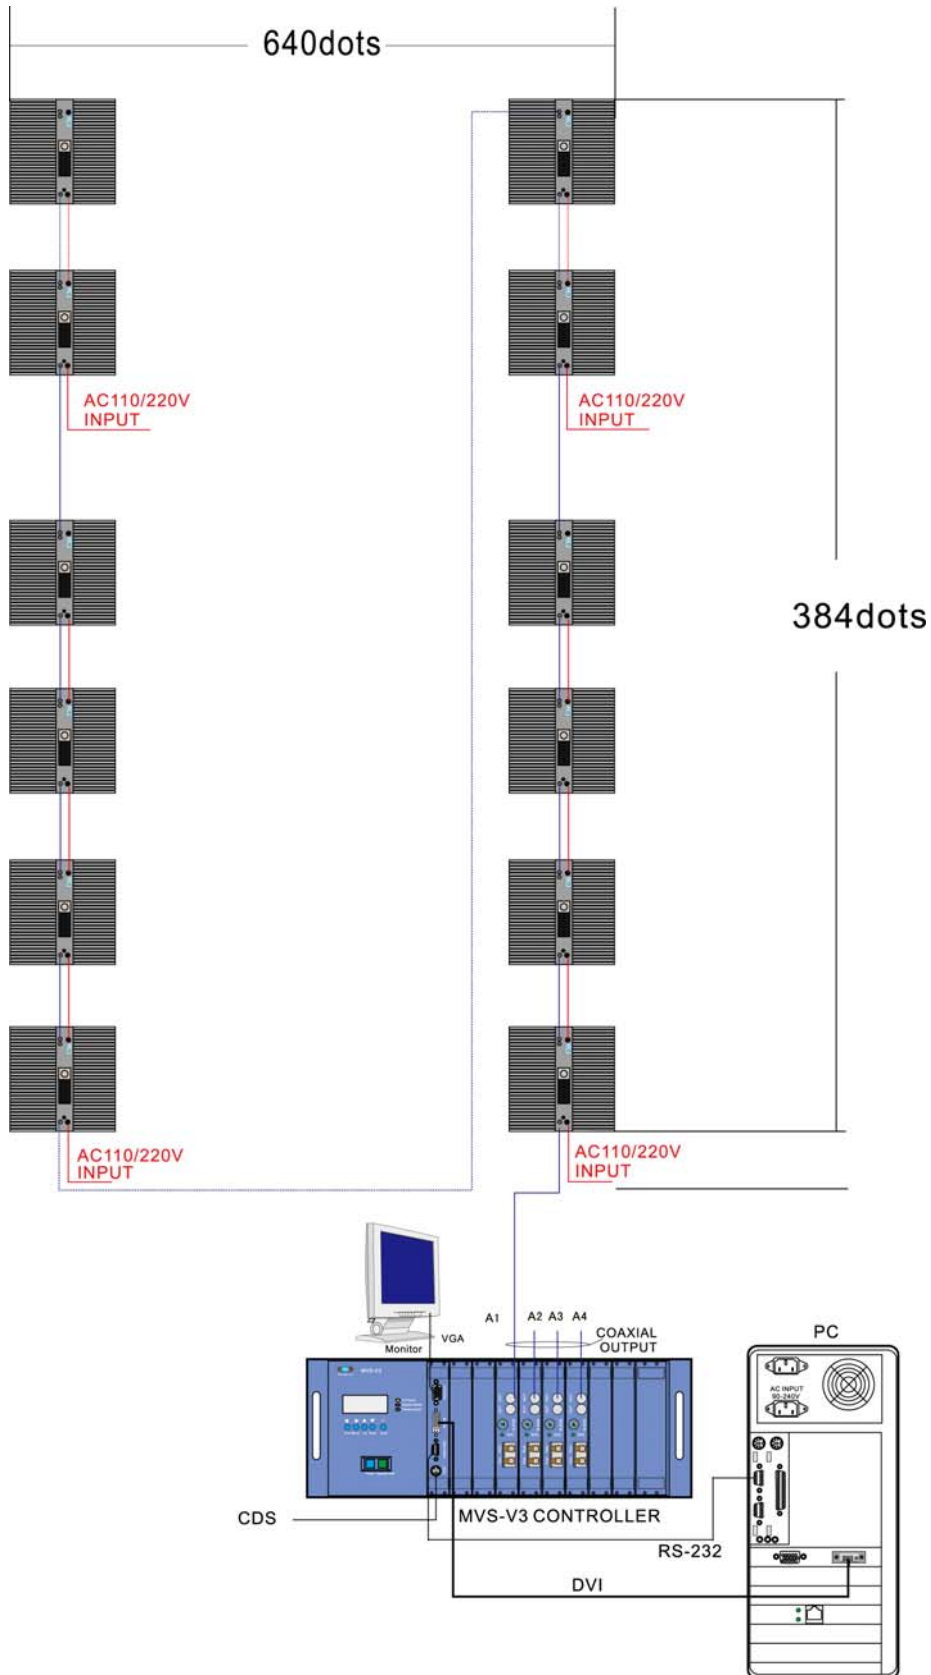 640dots
AC110/220V
INPUT
AC110/220V
INPUT
384dots
AC110/220V
INPUT
AC110/220V
INPUT
A1
A2
A3
A4
VGA
Monitor
COAXIAL
OUTPUT
PC
AC INPUT
90-240V
CDS
MVS-V3 CONTROLLER
RS-232
DVI